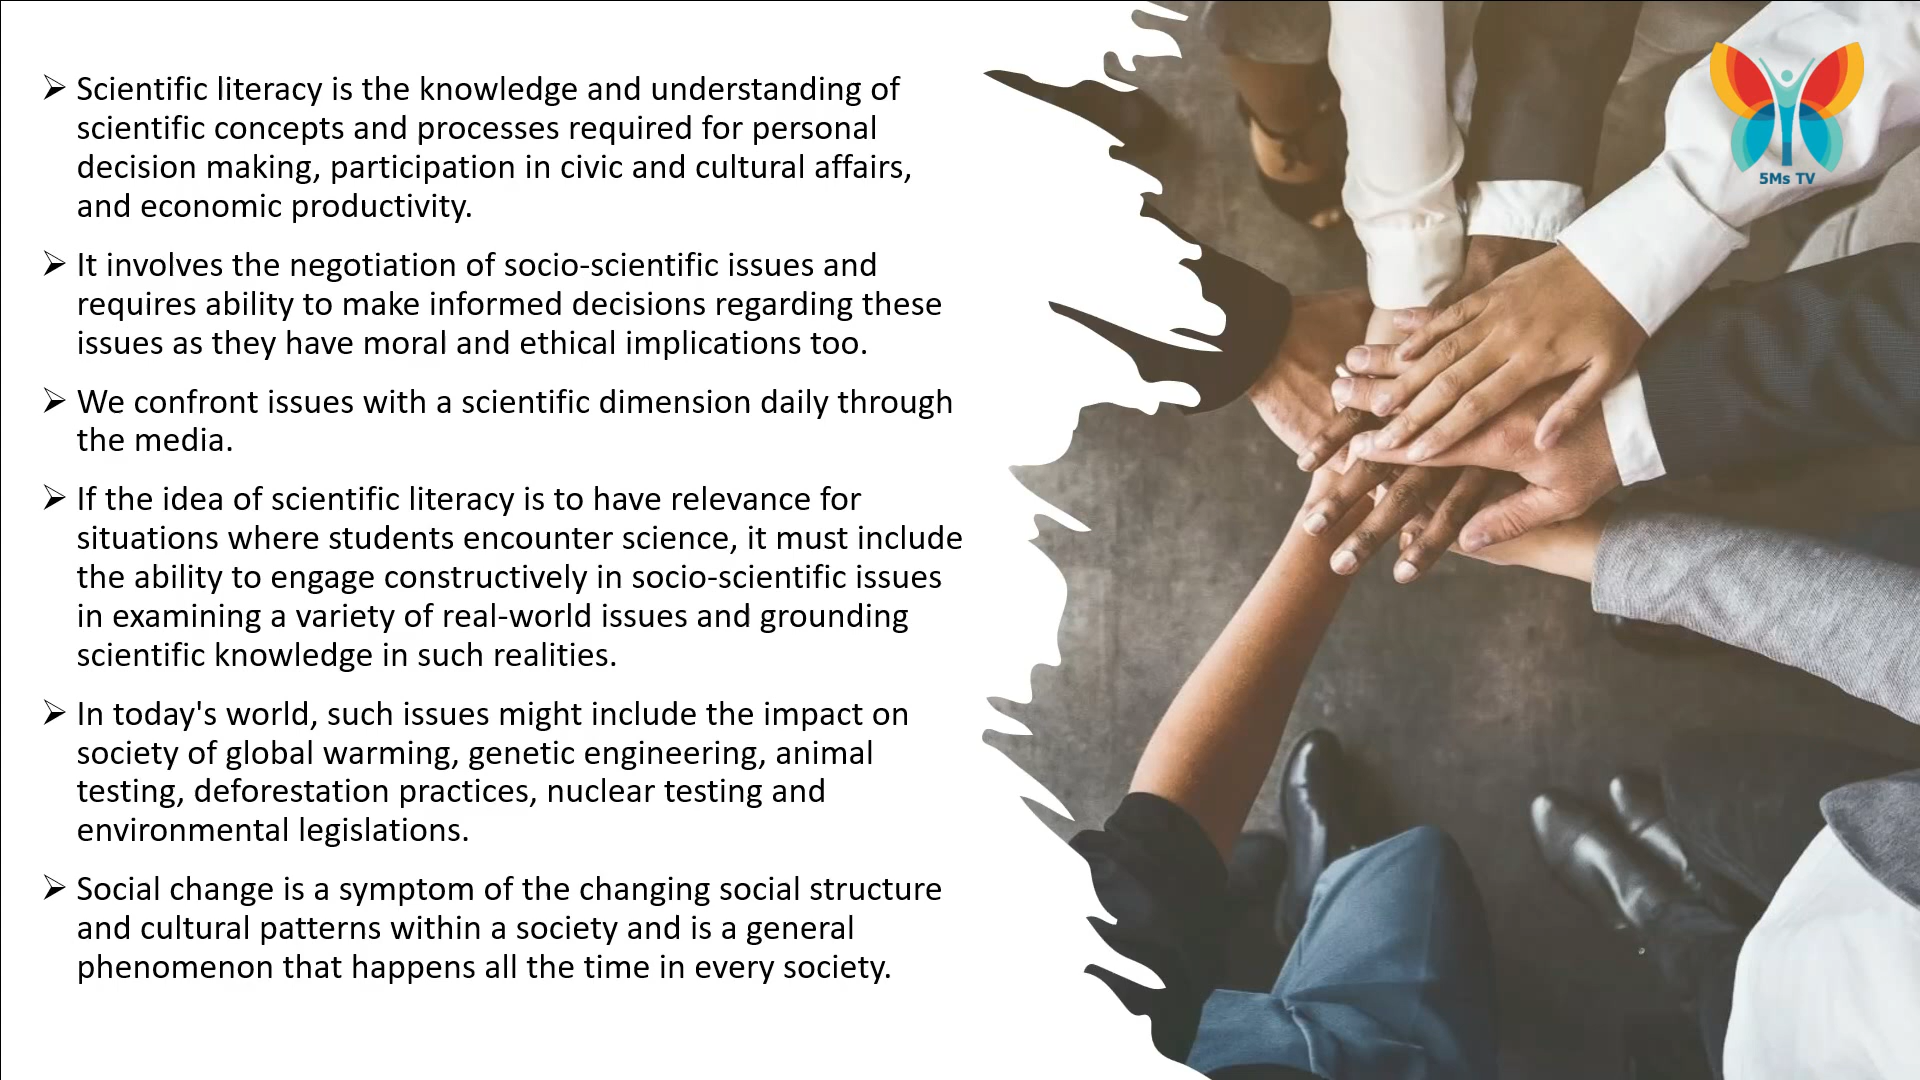 ➢ Scientific literacy is the knowledge and understanding of
scientific concepts and processes required for personal
decision making, participation in civic and cultural affairs,
and economic productivity.
➢ It involves the negotiation of socio-scientific issues and
requires ability to make informed decisions regarding these
issues as they have moral and ethical implications too.
➢ We confront issues with a scientific dimension daily through
the media.
➢ If the idea of scientific literacy is to have relevance for
situations where students encounter science, it must include
the ability to engage constructively in socio-scientific issues
in examining a variety of real-world issues and grounding
scientific knowledge in such realities.
➢ In today's world, such issues might include the impact on
society of global warming, genetic engineering, animal
testing, deforestation practices, nuclear testing and
environmental legislations.
➢ Social change is a symptom of the changing social structure
and cultural patterns within a society and is a general
phenomenon that happens all the time in every society.
5Ms TV